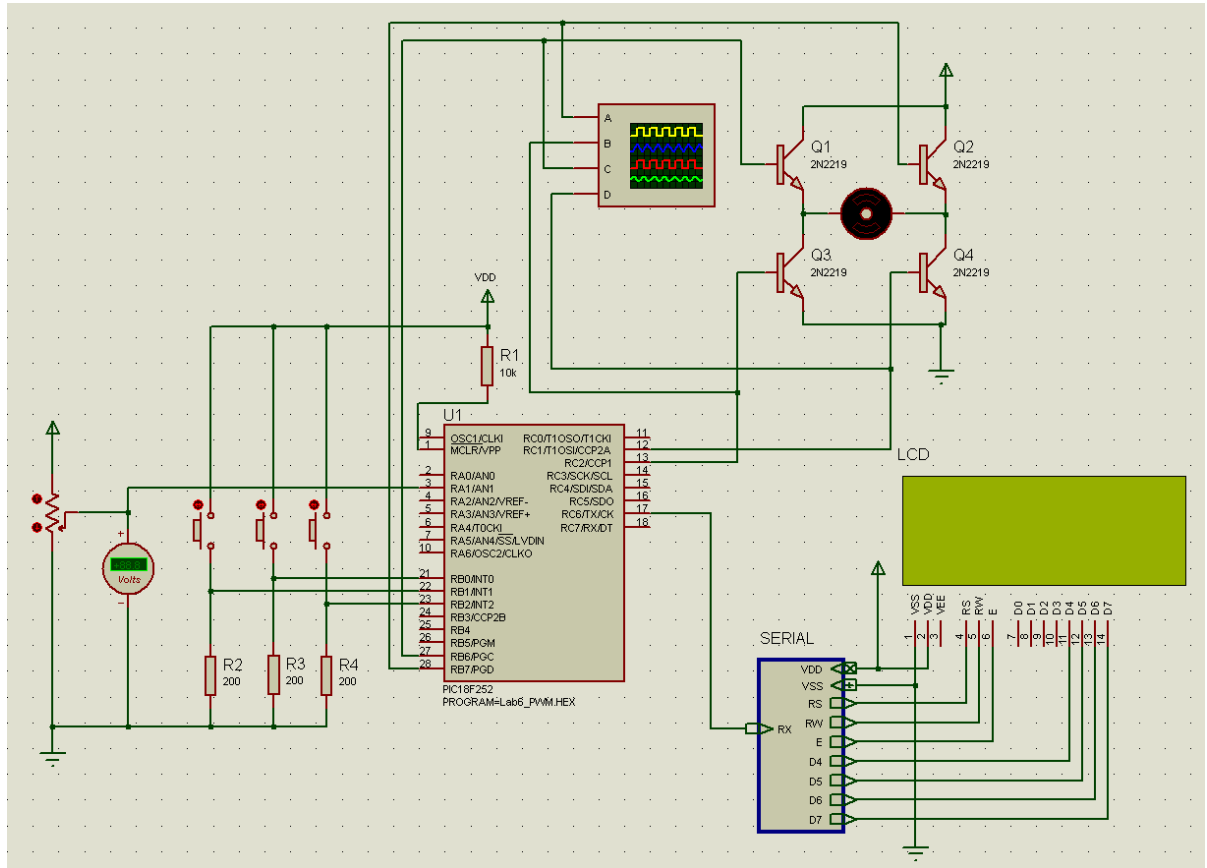 A
B
C
D
Q1
2N2219
Q2
2N2219
Q3
2N2219
Q4
2N2219
VDD
R1
10k
U1
9 OSC1/CLKI
1 MCLR/VPP
2 RA0/AN0
3 RA1/AN1
4 RA2/AN2/VREF-
5 RA3/AN3/VREF+
6 RA4/T0CKI
7 RA5/AN4/SS/LVDIN
10 RA6/OSC2/CLKO
21 RB0/INT0
22 RB1/INT1
23 RB2/INT2
24 RB3/CCP2B
25 RB4
26 RB5/PGM
27 RB6/PGC
28 RB7/PGD
RC0/T1OSO/T1CKI 11
RC1/T1OSI/CCP2A 12
RC2/CCP1 13
RC3/SCK/SCL 14
RC4/SDI/SDA 15
RC5/SDO 16
RC6/TX/CK 17
RC7/RX/DT 18
PIC18F252
PROGRAM=Lab6_PWM.HEX
+88.8
Volts
R2
200
R3
200
R4
200
LCD
VSS VDD VEE RS RW E D0 D1 D2 D3 D4 D5 D6 D7
1 2 3 4 5 6 7 8 9 10 11 12 13 14
SERIAL
RX
VDD
VSS
RS
RW
E
D4
D5
D6
D7